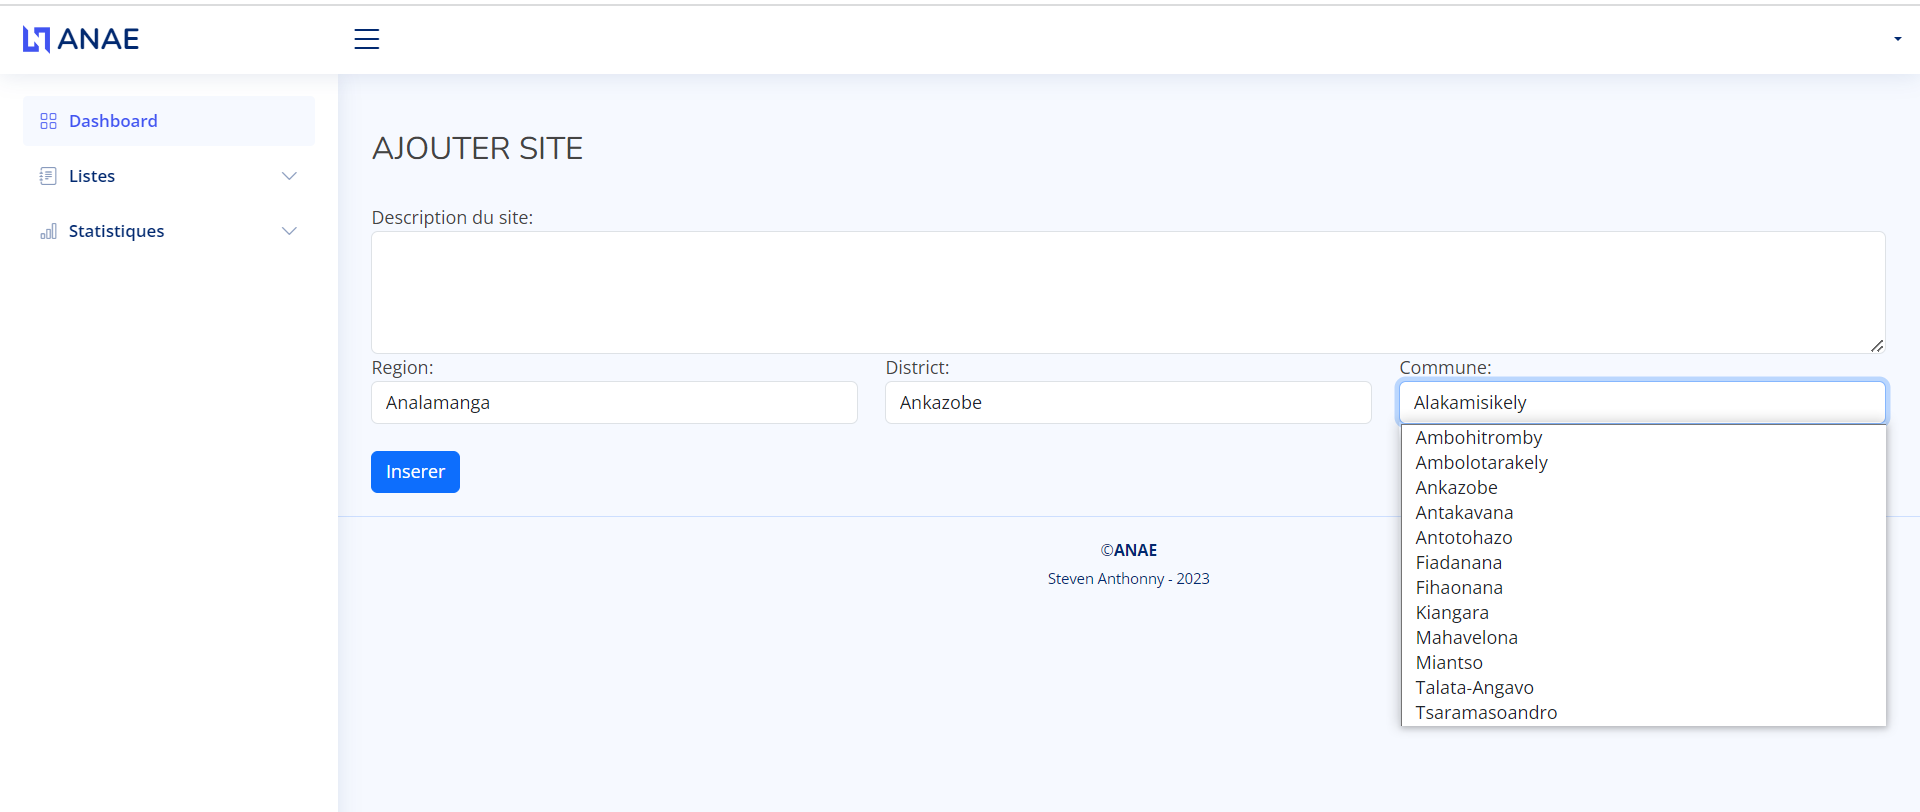 ANAE
Dashboard
Listes
Statistiques
AJOUTER SITE
Description du site:
Region:
District:
Commune:
Analamanga
Ankazobe
Alakamisikely
Ambohitromby
Ambolotarakely
Ankazobe
Antakavana
Antotohazo
Fiadanana
Fihaonana
Kiangara
Mahavelona
Miantso
Talata-Angavo
Tsaramasoandro
Inserer
©ANAE
Steven Anthonny - 2023